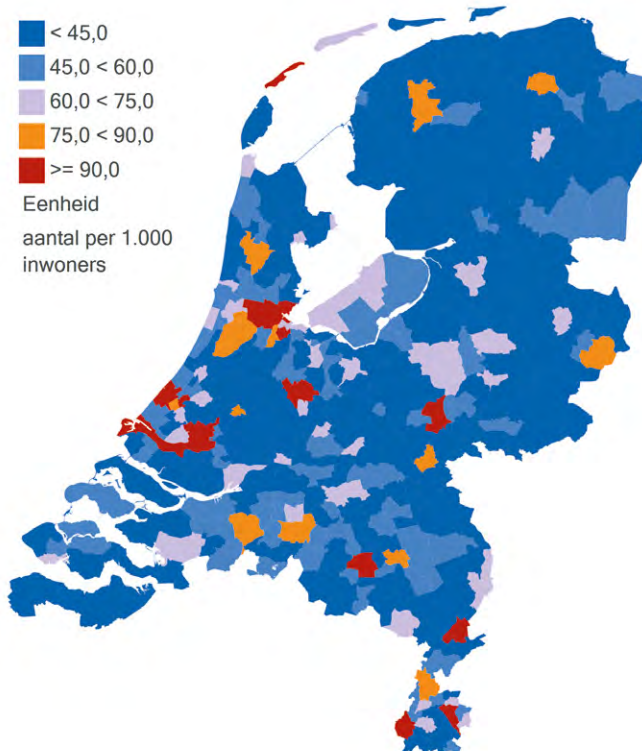 < 45,0
45,0 < 60,0
60,0 < 75,0
75,0 < 90,0
>= 90,0
Eenheid
aantal per 1.000
inwoners